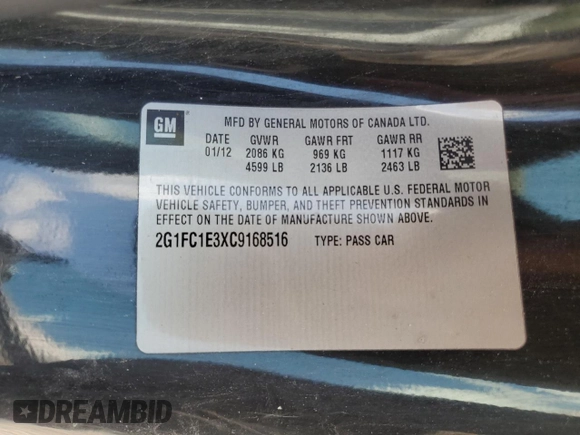 GM
MFD BY GENERAL MOTORS OF CANADA LTD.
DATE GVWR GAWR FRT GAWR RR
01/12 2086 KG 969 KG 1117 KG
4599 LB 2136 LB 2463 LB
THIS VEHICLE CONFORMS TO ALL APPLICABLE U.S. FEDERAL MOTOR
VEHICLE SAFETY, BUMPER, AND THEFT PREVENTION STANDARDS
IN EFFECT ON THE DATE OF MANUFACTURE SHOWN ABOVE.
2G1FC1E3XC9168516 TYPE: PASS CAR
DREAMBID